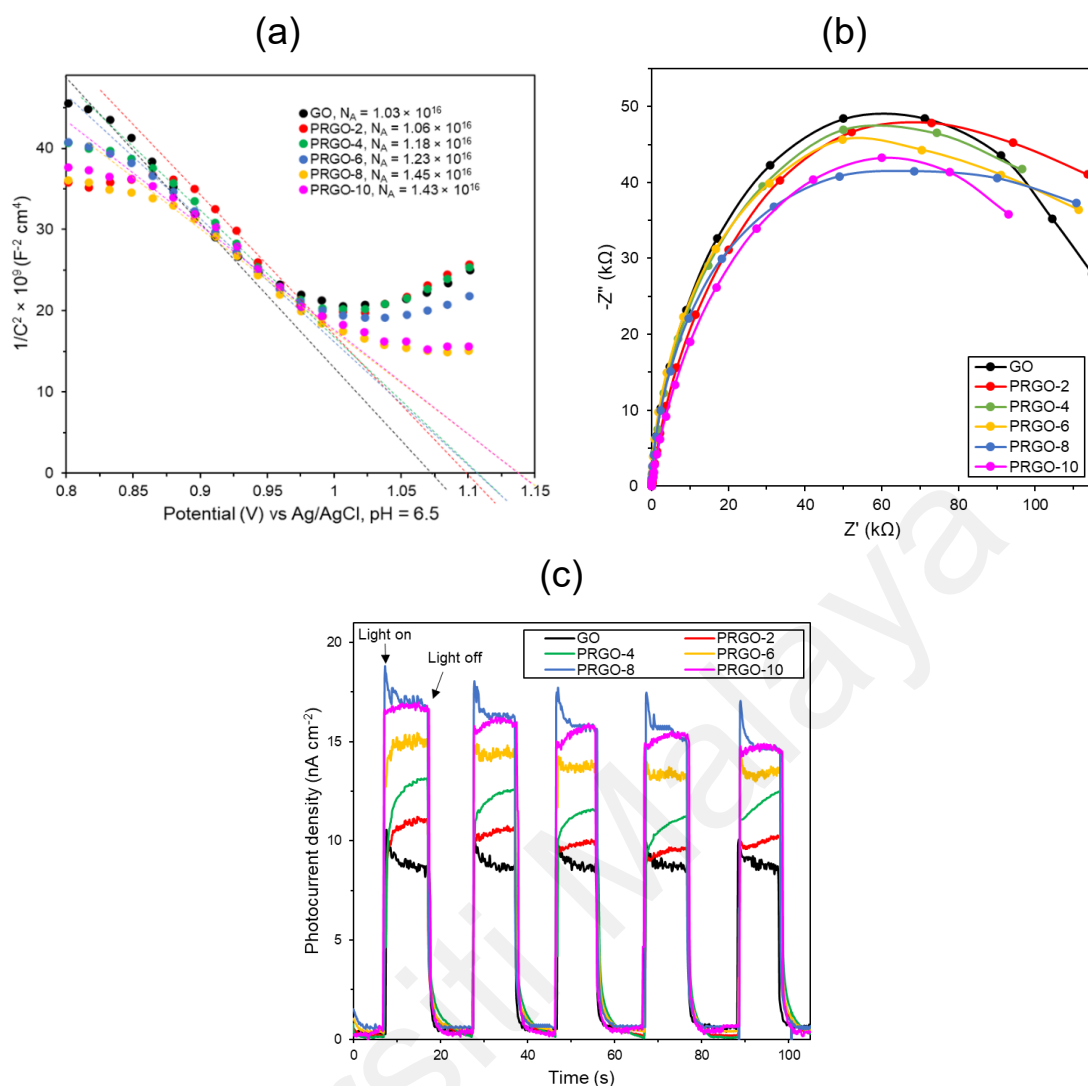 (a)
GO, N_A = 1.03 × 10^16
PRGO-2, N_A = 1.06 × 10^16
PRGO-4, N_A = 1.18 × 10^16
PRGO-6, N_A = 1.23 × 10^16
PRGO-8, N_A = 1.45 × 10^16
PRGO-10, N_A = 1.43 × 10^16
1/C² × 10⁹ (F⁻² cm⁴)
40
30
20
10
0
0.8
0.85
0.9
0.95
1
1.05
1.1
1.15
Potential (V) vs Ag/AgCl, pH = 6.5
(b)
-Z″ (kΩ)
50
40
30
20
10
0
GO
PRGO-2
PRGO-4
PRGO-6
PRGO-8
PRGO-10
0
20
40
60
80
100
Z' (kΩ)
(c)
Light on
Light off
GO
PRGO-2
PRGO-4
PRGO-6
PRGO-8
PRGO-10
Photocurrent density (nA cm⁻²)
20
15
10
5
0
0
20
40
60
80
100
Time (s)
rsiti Malaya